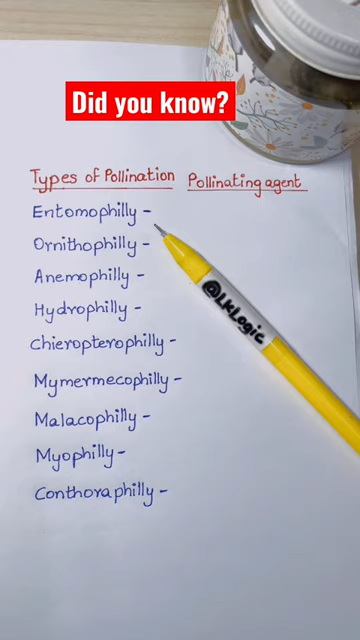 Did you know?
Types of Pollination Pollinating agent
Entomophilly -
Ornithophilly -
Anemophilly -
Hydrophilly -
Chieropterophilly -
Mymermecophilly -
Malacophilly -
Myophilly -
Conthoraphilly -
@LKLogic